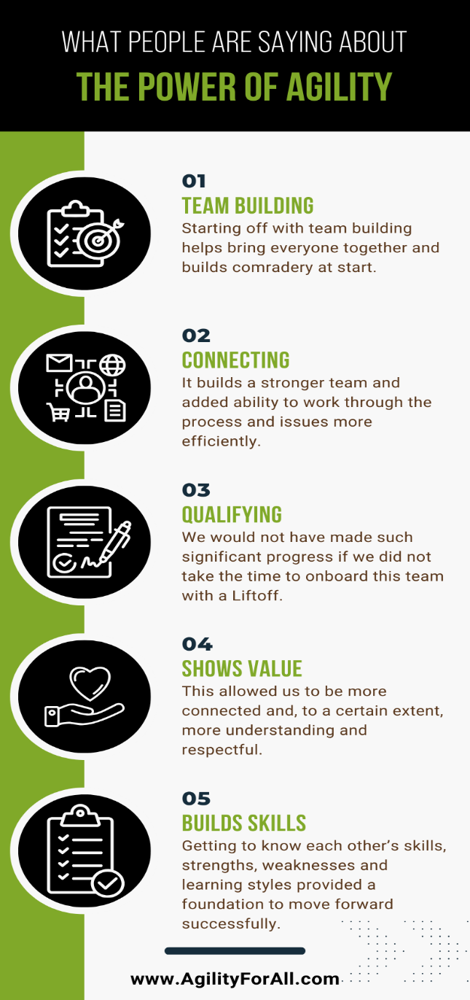 WHAT PEOPLE ARE SAYING ABOUT
THE POWER OF AGILITY
01
TEAM BUILDING
Starting off with team building
helps bring everyone together and
builds comradery at start.
02
CONNECTING
It builds a stronger team and
added ability to work through the
process and issues more
efficiently.
03
QUALIFYING
We would not have made such
significant progress if we did not
take the time to onboard this team
with a Liftoff.
04
SHOWS VALUE
This allowed us to be more
connected and, to a certain extent,
more understanding and
respectful.
05
BUILDS SKILLS
Getting to know each other’s skills,
strengths, weaknesses and
learning styles provided a
foundation to move forward
successfully.
www.AgilityForAll.com